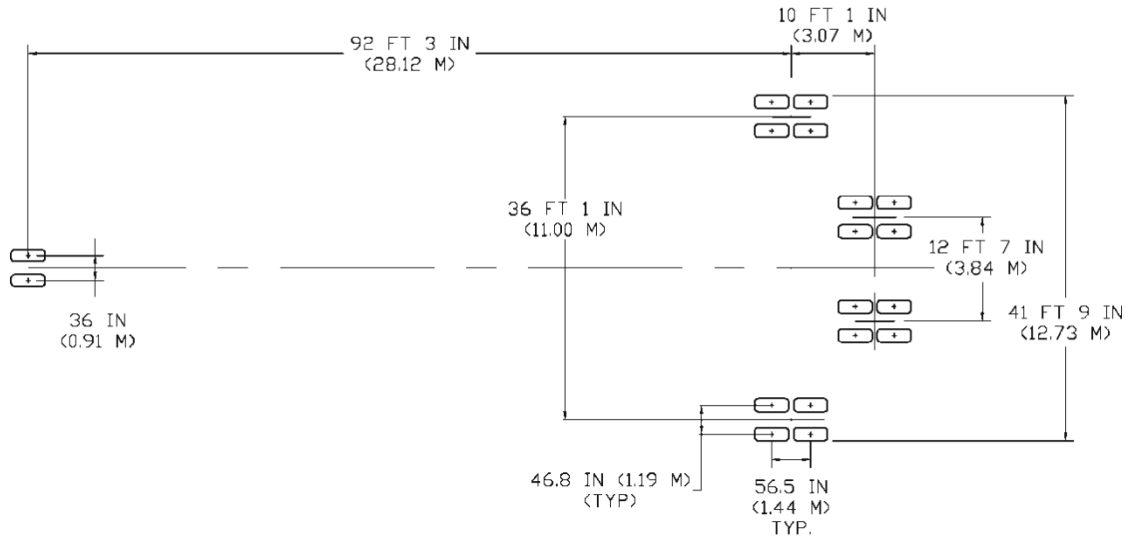 10 FT 1 IN
(3.07 M)
92 FT 3 IN
(28.12 M)
36 FT 1 IN
(11.00 M)
12 FT 7 IN
(3.84 M)
36 IN
(0.91 M)
41 FT 9 IN
(12.73 M)
46.8 IN (1.19 M)
(TYP)
56.5 IN
(1.44 M)
TYP.